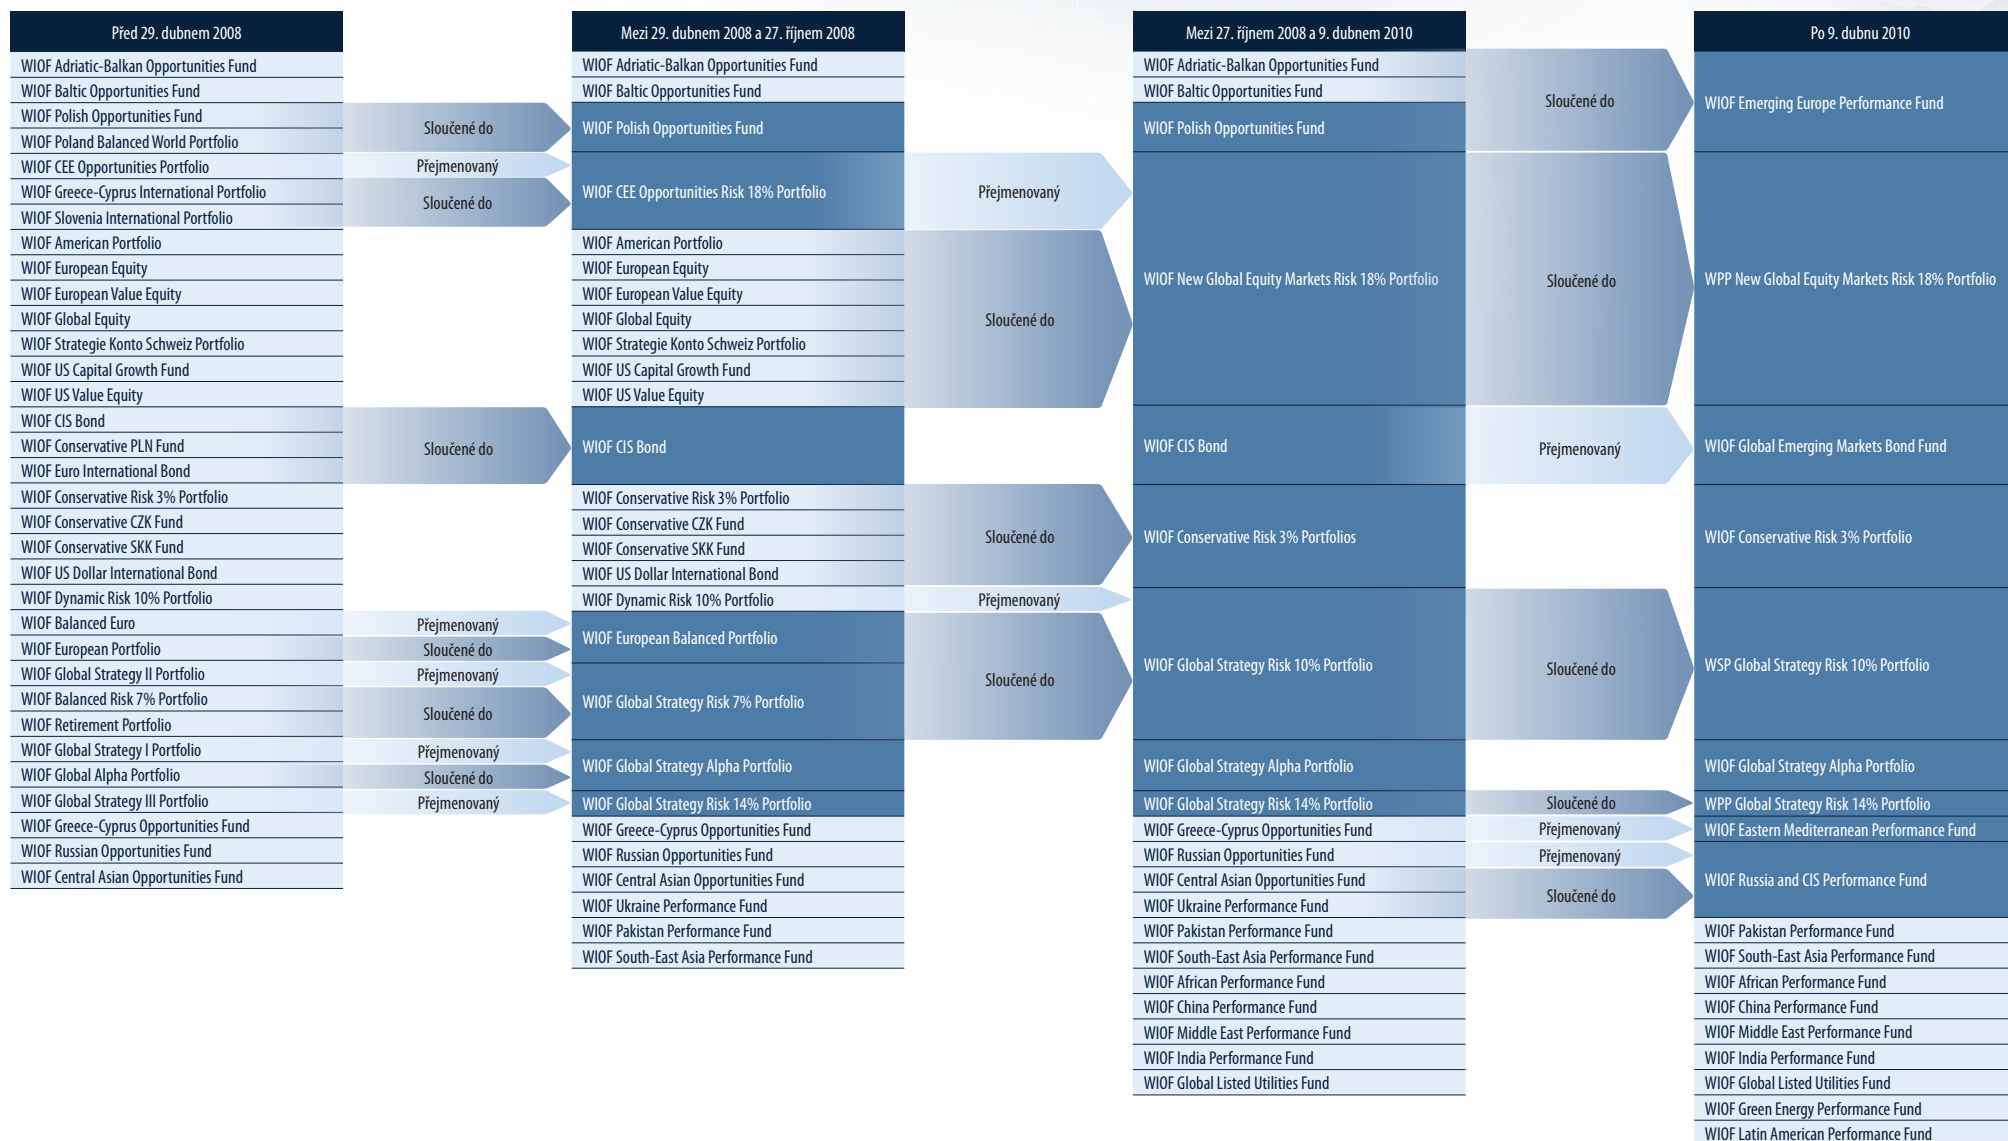 Před 29. dubnem 2008
WIOF Adriatic-Balkan Opportunities Fund
WIOF Baltic Opportunities Fund
WIOF Polish Opportunities Fund
WIOF Poland Balanced World Portfolio
WIOF CEE Opportunities Portfolio
WIOF Greece-Cyprus International Portfolio
WIOF Slovenia International Portfolio
WIOF American Portfolio
WIOF European Equity
WIOF European Value Equity
WIOF Global Equity
WIOF Strategie Konto Schweiz Portfolio
WIOF US Capital Growth Fund
WIOF US Value Equity
WIOF CIS Bond
WIOF Conservative PLN Fund
WIOF Euro International Bond
WIOF Conservative Risk 3% Portfolio
WIOF Conservative CZK Fund
WIOF Conservative SKK Fund
WIOF US Dollar International Bond
WIOF Dynamic Risk 10% Portfolio
WIOF Balanced Euro
WIOF European Portfolio
WIOF Global Strategy II Portfolio
WIOF Balanced Risk 7% Portfolio
WIOF Retirement Portfolio
WIOF Global Strategy I Portfolio
WIOF Global Alpha Portfolio
WIOF Global Strategy III Portfolio
WIOF Greece-Cyprus Opportunities Fund
WIOF Russian Opportunities Fund
WIOF Central Asian Opportunities Fund
Sloučené do
Přejmenovaný
Sloučené do
Sloučené do
Přejmenovaný
Sloučené do
Přejmenovaný
Sloučené do
Přejmenovaný
Sloučené do
Přejmenovaný
Mezi 29. dubnem 2008 a 27. říjnem 2008
WIOF Adriatic-Balkan Opportunities Fund
WIOF Baltic Opportunities Fund
WIOF Polish Opportunities Fund
WIOF CEE Opportunities Risk 18% Portfolio
WIOF American Portfolio
WIOF European Equity
WIOF European Value Equity
WIOF Global Equity
WIOF Strategie Konto Schweiz Portfolio
WIOF US Capital Growth Fund
WIOF US Value Equity
WIOF CIS Bond
WIOF Conservative Risk 3% Portfolio
WIOF Conservative CZK Fund
WIOF Conservative SKK Fund
WIOF US Dollar International Bond
WIOF Dynamic Risk 10% Portfolio
WIOF European Balanced Portfolio
WIOF Global Strategy Risk 7% Portfolio
WIOF Global Strategy Alpha Portfolio
WIOF Global Strategy Risk 14% Portfolio
WIOF Greece-Cyprus Opportunities Fund
WIOF Russian Opportunities Fund
WIOF Central Asian Opportunities Fund
WIOF Ukraine Performance Fund
WIOF Pakistan Performance Fund
WIOF South-East Asia Performance Fund
Přejmenovaný
Sloučené do
Sloučené do
Přejmenovaný
Sloučené do
Mezi 27. říjnem 2008 a 9. dubnem 2010
WIOF Adriatic-Balkan Opportunities Fund
WIOF Baltic Opportunities Fund
WIOF Polish Opportunities Fund
WIOF New Global Equity Markets Risk 18% Portfolio
WIOF CIS Bond
WIOF Conservative Risk 3% Portfolios
WIOF Global Strategy Risk 10% Portfolio
WIOF Global Strategy Alpha Portfolio
WIOF Global Strategy Risk 14% Portfolio
WIOF Greece-Cyprus Opportunities Fund
WIOF Russian Opportunities Fund
WIOF Central Asian Opportunities Fund
WIOF Ukraine Performance Fund
WIOF Pakistan Performance Fund
WIOF South-East Asia Performance Fund
WIOF African Performance Fund
WIOF China Performance Fund
WIOF Middle East Performance Fund
WIOF India Performance Fund
WIOF Global Listed Utilities Fund
Sloučené do
Sloučené do
Přejmenovaný
Sloučené do
Sloučené do
Přejmenovaný
Přejmenovaný
Sloučené do
Po 9. dubnu 2010
WIOF Emerging Europe Performance Fund
WPP New Global Equity Markets Risk 18% Portfolio
WIOF Global Emerging Markets Bond Fund
WIOF Conservative Risk 3% Portfolio
WSP Global Strategy Risk 10% Portfolio
WIOF Global Strategy Alpha Portfolio
WPP Global Strategy Risk 14% Portfolio
WIOF Eastern Mediterranean Performance Fund
WIOF Russia and CIS Performance Fund
WIOF Pakistan Performance Fund
WIOF South-East Asia Performance Fund
WIOF African Performance Fund
WIOF China Performance Fund
WIOF Middle East Performance Fund
WIOF India Performance Fund
WIOF Global Listed Utilities Fund
WIOF Green Energy Performance Fund
WIOF Latin American Performance Fund